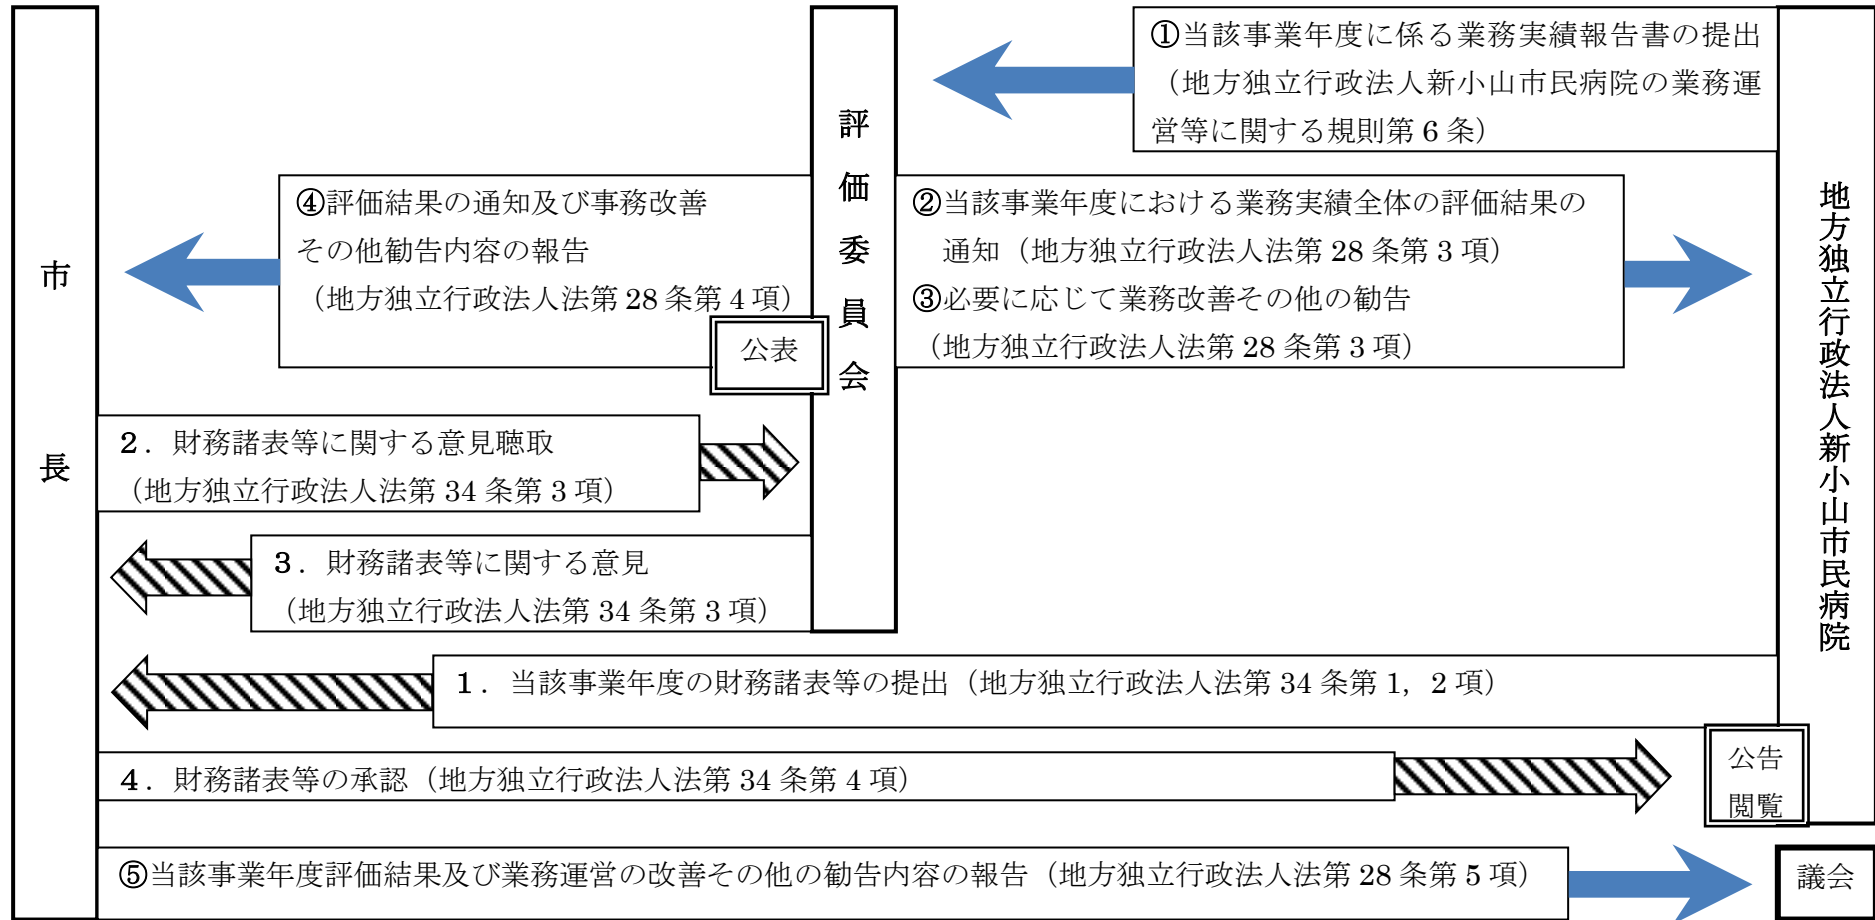 ①当該事業年度に係る業務実績報告書の提出
（地方独立行政法人新小山市民病院の業務運
営等に関する規則第 6 条）
評価委員会
地方独立行政法人新小山市民病院
市長
④評価結果の通知及び事務改善
その他勧告内容の報告
（地方独立行政法人法第 28 条第 4 項）
公表
②当該事業年度における業務実績全体の評価結果の
通知（地方独立行政法人法第 28 条第 3 項）
③必要に応じて業務改善その他の勧告
（地方独立行政法人法第 28 条第 3 項）
２．財務諸表等に関する意見聴取
（地方独立行政法人法第 34 条第 3 項）
３．財務諸表等に関する意見
（地方独立行政法人法第 34 条第 3 項）
１．当該事業年度の財務諸表等の提出（地方独立行政法人法第 34 条第 1，2 項）
４．財務諸表等の承認（地方独立行政法人法第 34 条第 4 項）
公告
閲覧
⑤当該事業年度評価結果及び業務運営の改善その他の勧告内容の報告（地方独立行政法人法第 28 条第 5 項）
議会